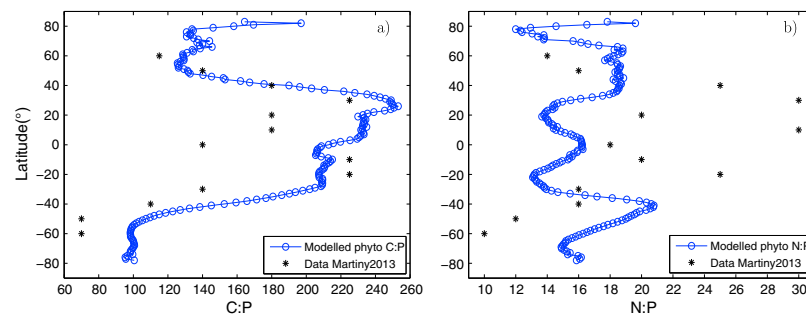 80
60
40
20
0
−20
−40
−60
−80
Latitude(°)
a)
Modelled phyto C:P
Data Martiny2013
60 80 100 120 140 160 180 200 220 240 260
C:P
80
60
40
20
0
−20
−40
−60
−80
b)
Modelled phyto N:P
Data Martiny2013
10 12 14 16 18 20 22 24 26 28 30
N:P